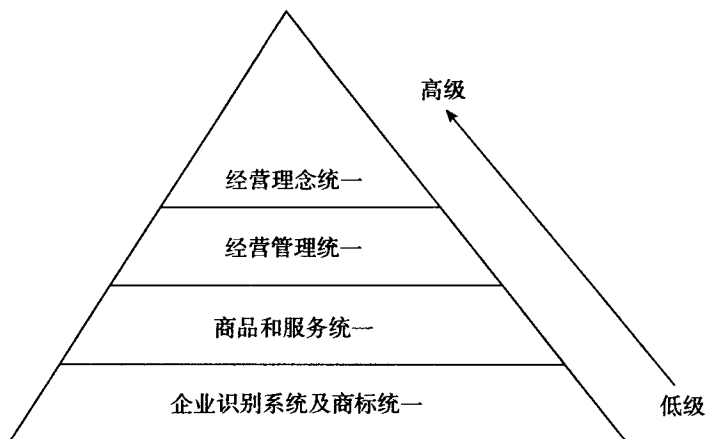 高级
经营理念统一
经营管理统一
商品和服务统一
企业识别系统及商标统一
低级